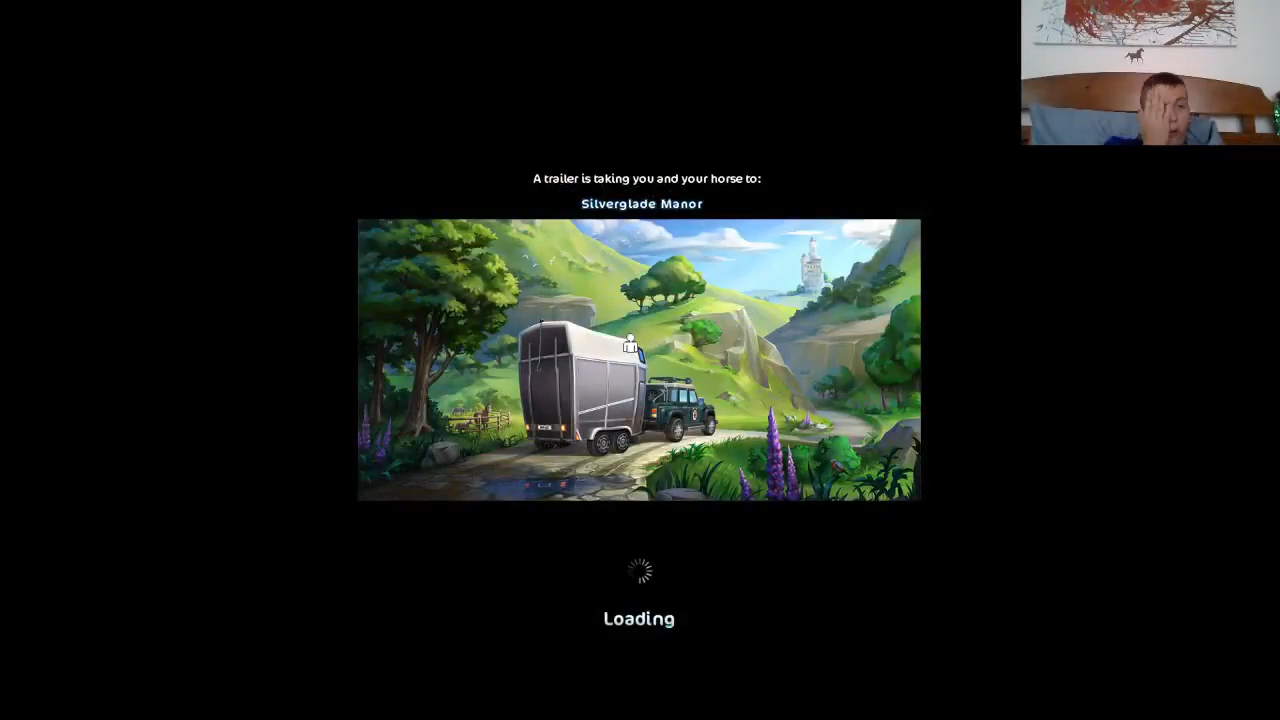 A trailer is taking you and your horse to:
Silverglade Manor
Loading